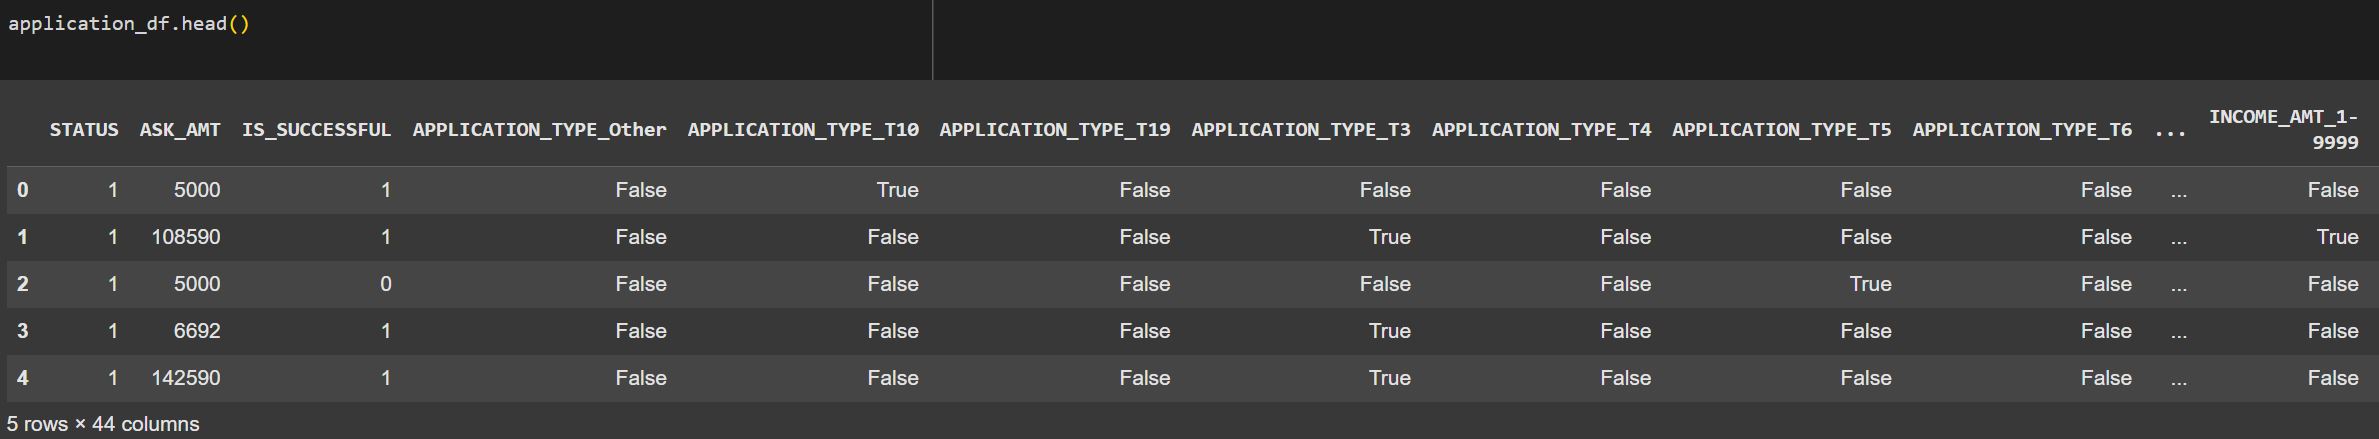 application_df.head()
STATUS ASK_AMT IS_SUCCESSFUL APPLICATION_TYPE_Other APPLICATION_TYPE_T10 APPLICATION_TYPE_T19 APPLICATION_TYPE_T3 APPLICATION_TYPE_T4 APPLICATION_TYPE_T5 APPLICATION_TYPE_T6 ... INCOME_AMT_1-
9999
0 1 5000 1 False True False False False False False ... False
1 1 108590 1 False False False True False False False ... True
2 1 5000 0 False False False False False True False ... False
3 1 6692 1 False False False True False False False ... False
4 1 142590 1 False False False True False False False ... False
5 rows × 44 columns